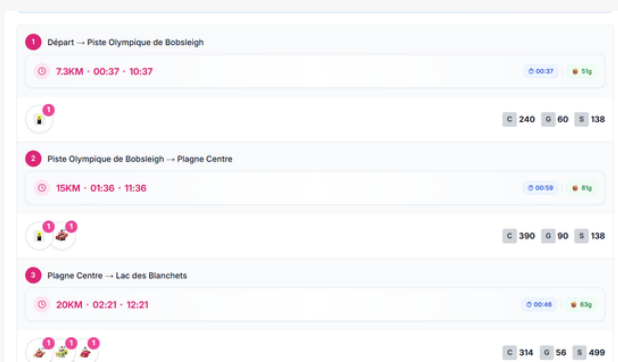 1 Départ → Piste Olympique de Bobsleigh
7.3KM · 00:37 · 10:37 00:37 51g
1
C 240 G 60 S 138
2 Piste Olympique de Bobsleigh → Plagne Centre
15KM · 01:36 · 11:36 00:59 81g
1 1
C 390 G 90 S 138
3 Plagne Centre → Lac des Blanchets
20KM · 02:21 · 12:21 00:46 63g
1 1 1
C 314 G 56 S 499